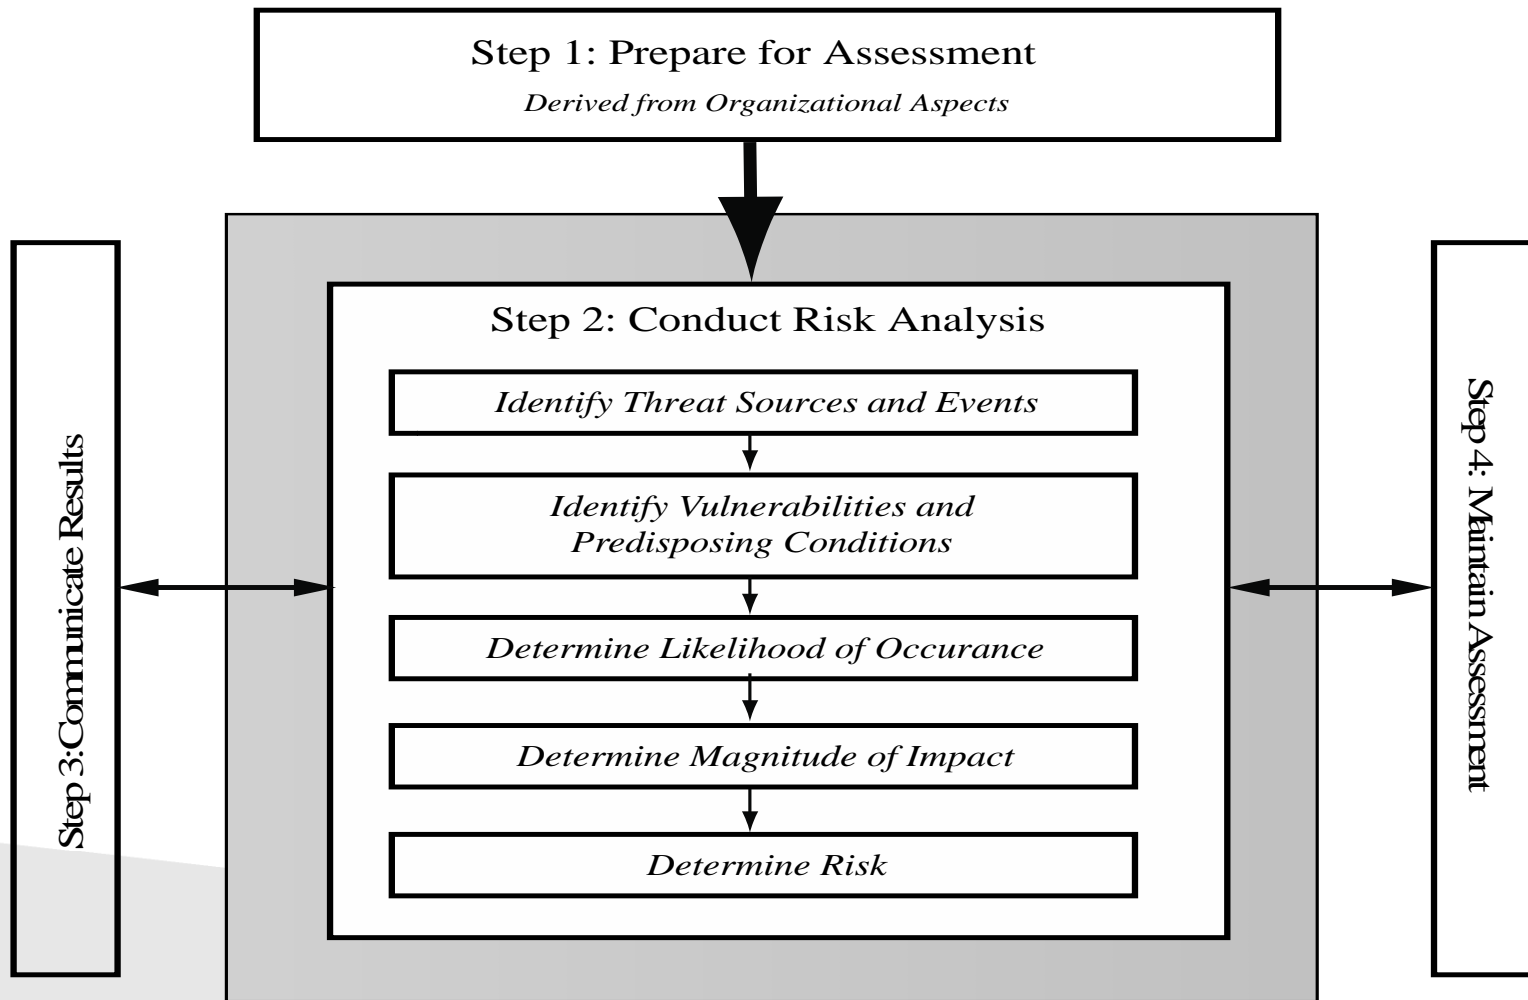 Step 1: Prepare for Assessment
Derived from Organizational Aspects
Step 2: Conduct Risk Analysis
Identify Threat Sources and Events
Identify Vulnerabilities and
Predisposing Conditions
Determine Likelihood of Occurance
Determine Magnitude of Impact
Determine Risk
Step 3:Communicate Results
Step 4: Maintain Assessment